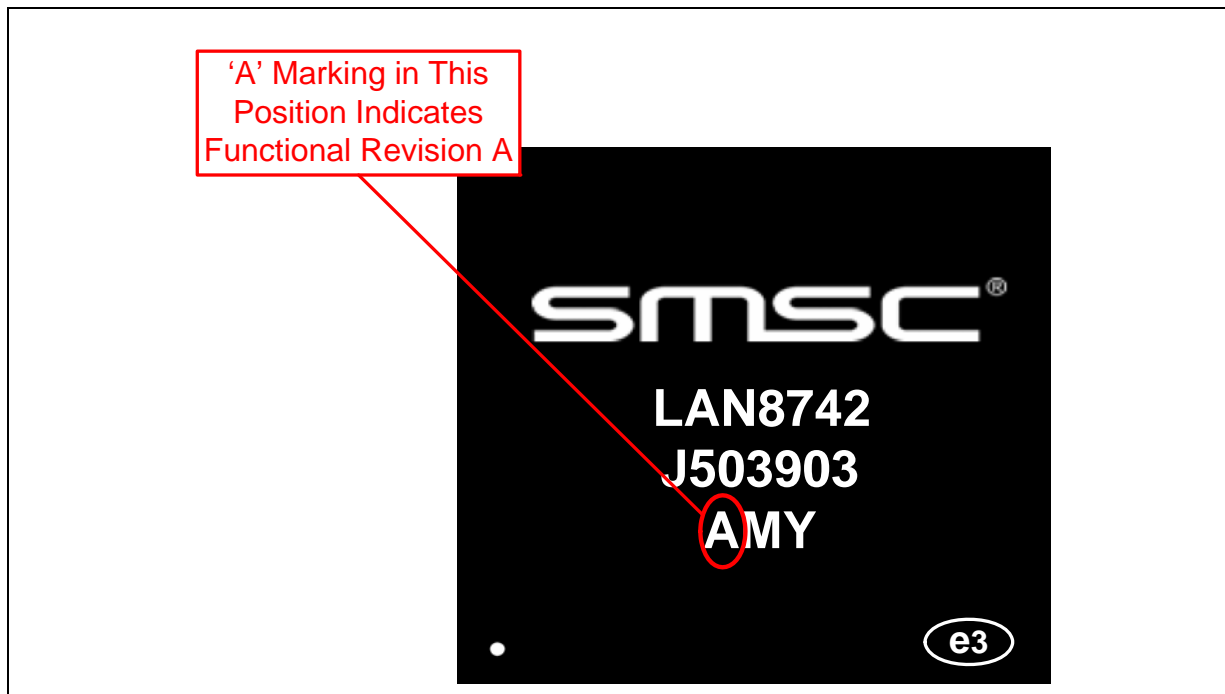 ‘A’ Marking in This
Position Indicates
Functional Revision A
smsc®
LAN8742
J503903
AMY
e3